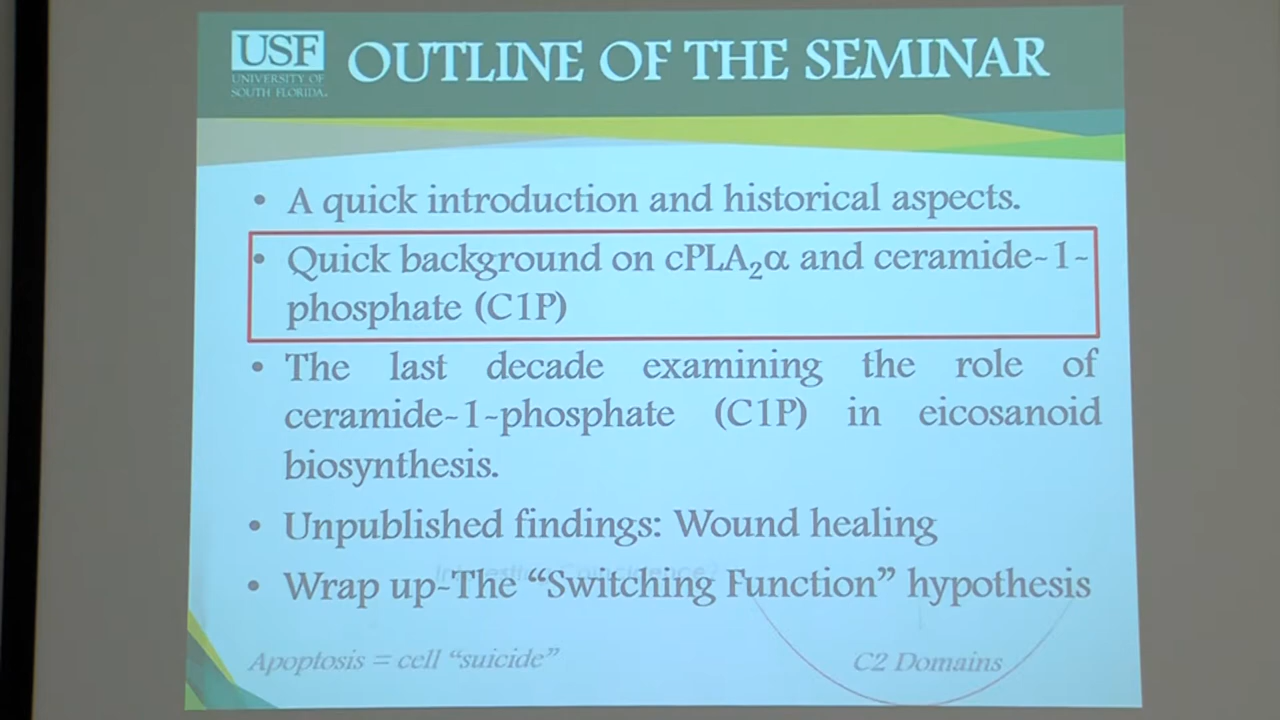 USF
UNIVERSITY OF
SOUTH FLORIDA.
OUTLINE OF THE SEMINAR
• A quick introduction and historical aspects.
• Quick background on cPLA₂α and ceramide-1-
phosphate (C1P)
• The last decade examining the role of
ceramide-1-phosphate (C1P) in eicosanoid
biosynthesis.
• Unpublished findings: Wound healing
• Wrap up-The “Switching Function” hypothesis
Apoptosis = cell “suicide”
C2 Domains